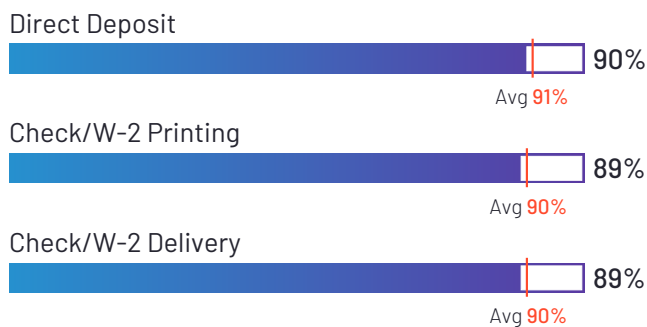 Direct Deposit
90%
Avg 91%
Check/W-2 Printing
89%
Avg 90%
Check/W-2 Delivery
89%
Avg 90%